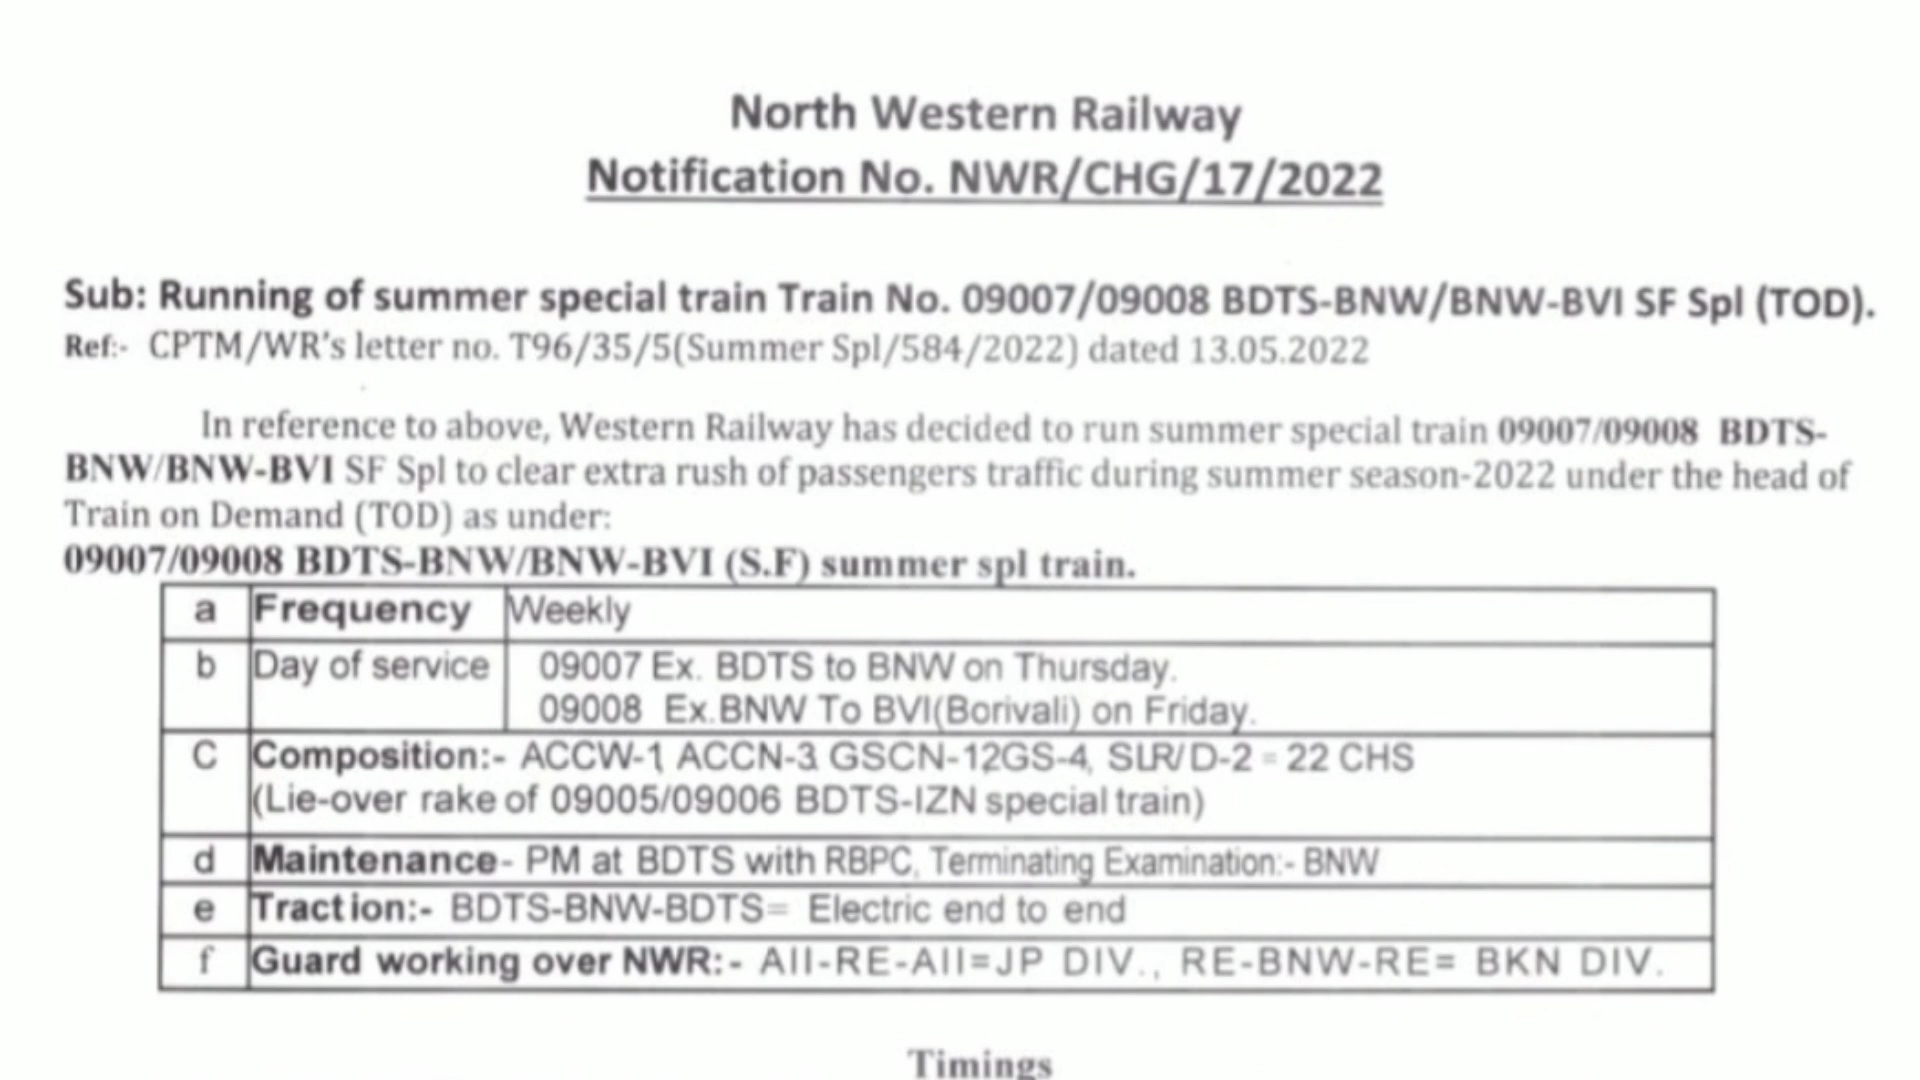 North Western Railway
Notification No. NWR/CHG/17/2022
Sub: Running of summer special train Train No. 09007/09008 BDTS-BNW/BNW-BVI SF Spl (TOD).
Ref:- CPTM/WR's letter no. T96/35/5(Summer Spl/584/2022) dated 13.05.2022
In reference to above, Western Railway has decided to run summer special train 09007/09008 BDTS-
BNW/BNW-BVI SF Spl to clear extra rush of passengers traffic during summer season-2022 under the head of
Train on Demand (TOD) as under:
09007/09008 BDTS-BNW/BNW-BVI (S.F) summer spl train.
a Frequency Weekly
b Day of service 09007 Ex. BDTS to BNW on Thursday.
09008 Ex.BNW To BVI(Borivali) on Friday.
C Composition:- ACCW-1 ACCN-3 GSCN-12GS-4, SLR/D-2 = 22 CHS
(Lie-over rake of 09005/09006 BDTS-IZN special train)
d Maintenance- PM at BDTS with RBPC, Terminating Examination:- BNW
e Traction:- BDTS-BNW-BDTS= Electric end to end
f Guard working over NWR:- AII-RE-AII=JP DIV., RE-BNW-RE= BKN DIV.
Timings